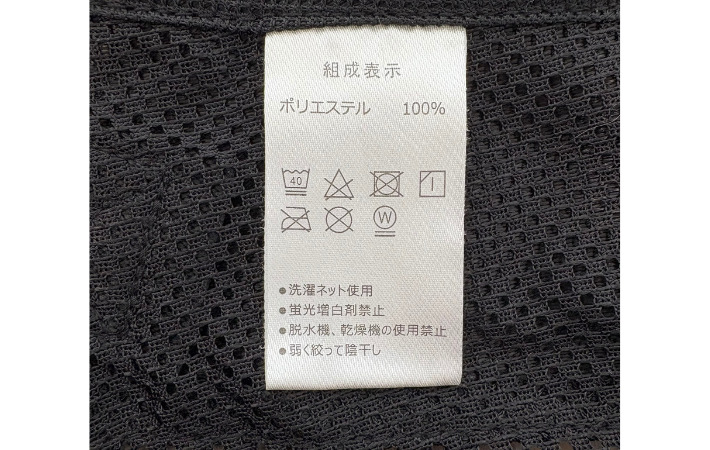 組成表示
ポリエステル 100%
40
W
●洗濯ネット使用
●蛍光増白剤禁止
●脱水機、乾燥機の使用禁止
●弱く絞って陰干し